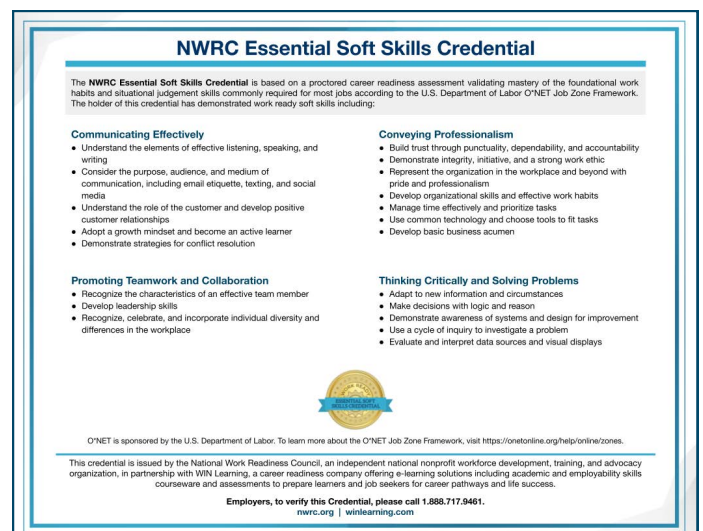 NWRC Essential Soft Skills Credential
The NWRC Essential Soft Skills Credential is based on a proctored career readiness assessment validating mastery of the foundational work
habits and situational judgement skills commonly required for most jobs according to the U.S. Department of Labor O*NET Job Zone Framework.
The holder of this credential has demonstrated work ready soft skills including:
Communicating Effectively
● Understand the elements of effective listening, speaking, and
writing
● Consider the purpose, audience, and medium of
communication, including email etiquette, texting, and social
media
● Understand the role of the customer and develop positive
customer relationships
● Adopt a growth mindset and become an active learner
● Demonstrate strategies for conflict resolution
Conveying Professionalism
● Build trust through punctuality, dependability, and accountability
● Demonstrate integrity, initiative, and a strong work ethic
● Represent the organization in the workplace and beyond with
pride and professionalism
● Develop organizational skills and effective work habits
● Manage time effectively and prioritize tasks
● Use common technology and choose tools to fit tasks
● Develop basic business acumen
Promoting Teamwork and Collaboration
● Recognize the characteristics of an effective team member
● Develop leadership skills
● Recognize, celebrate, and incorporate individual diversity and
differences in the workplace
Thinking Critically and Solving Problems
● Adapt to new information and circumstances
● Make decisions with logic and reason
● Demonstrate awareness of systems and design for improvement
● Use a cycle of inquiry to investigate a problem
● Evaluate and interpret data sources and visual displays
WORK READY
ESSENTIAL SOFT
SKILLS CREDENTIAL
O*NET is sponsored by the U.S. Department of Labor. To learn more about the O*NET Job Zone Framework, visit https://onetonline.org/help/online/zones.
This credential is issued by the National Work Readiness Council, an independent national nonprofit workforce development, training, and advocacy
organization, in partnership with WIN Learning, a career readiness company offering e-learning solutions including academic and employability skills
courseware and assessments to prepare learners and job seekers for career pathways and life success.
Employers, to verify this Credential, please call 1.888.717.9461.
nwrc.org | winlearning.com